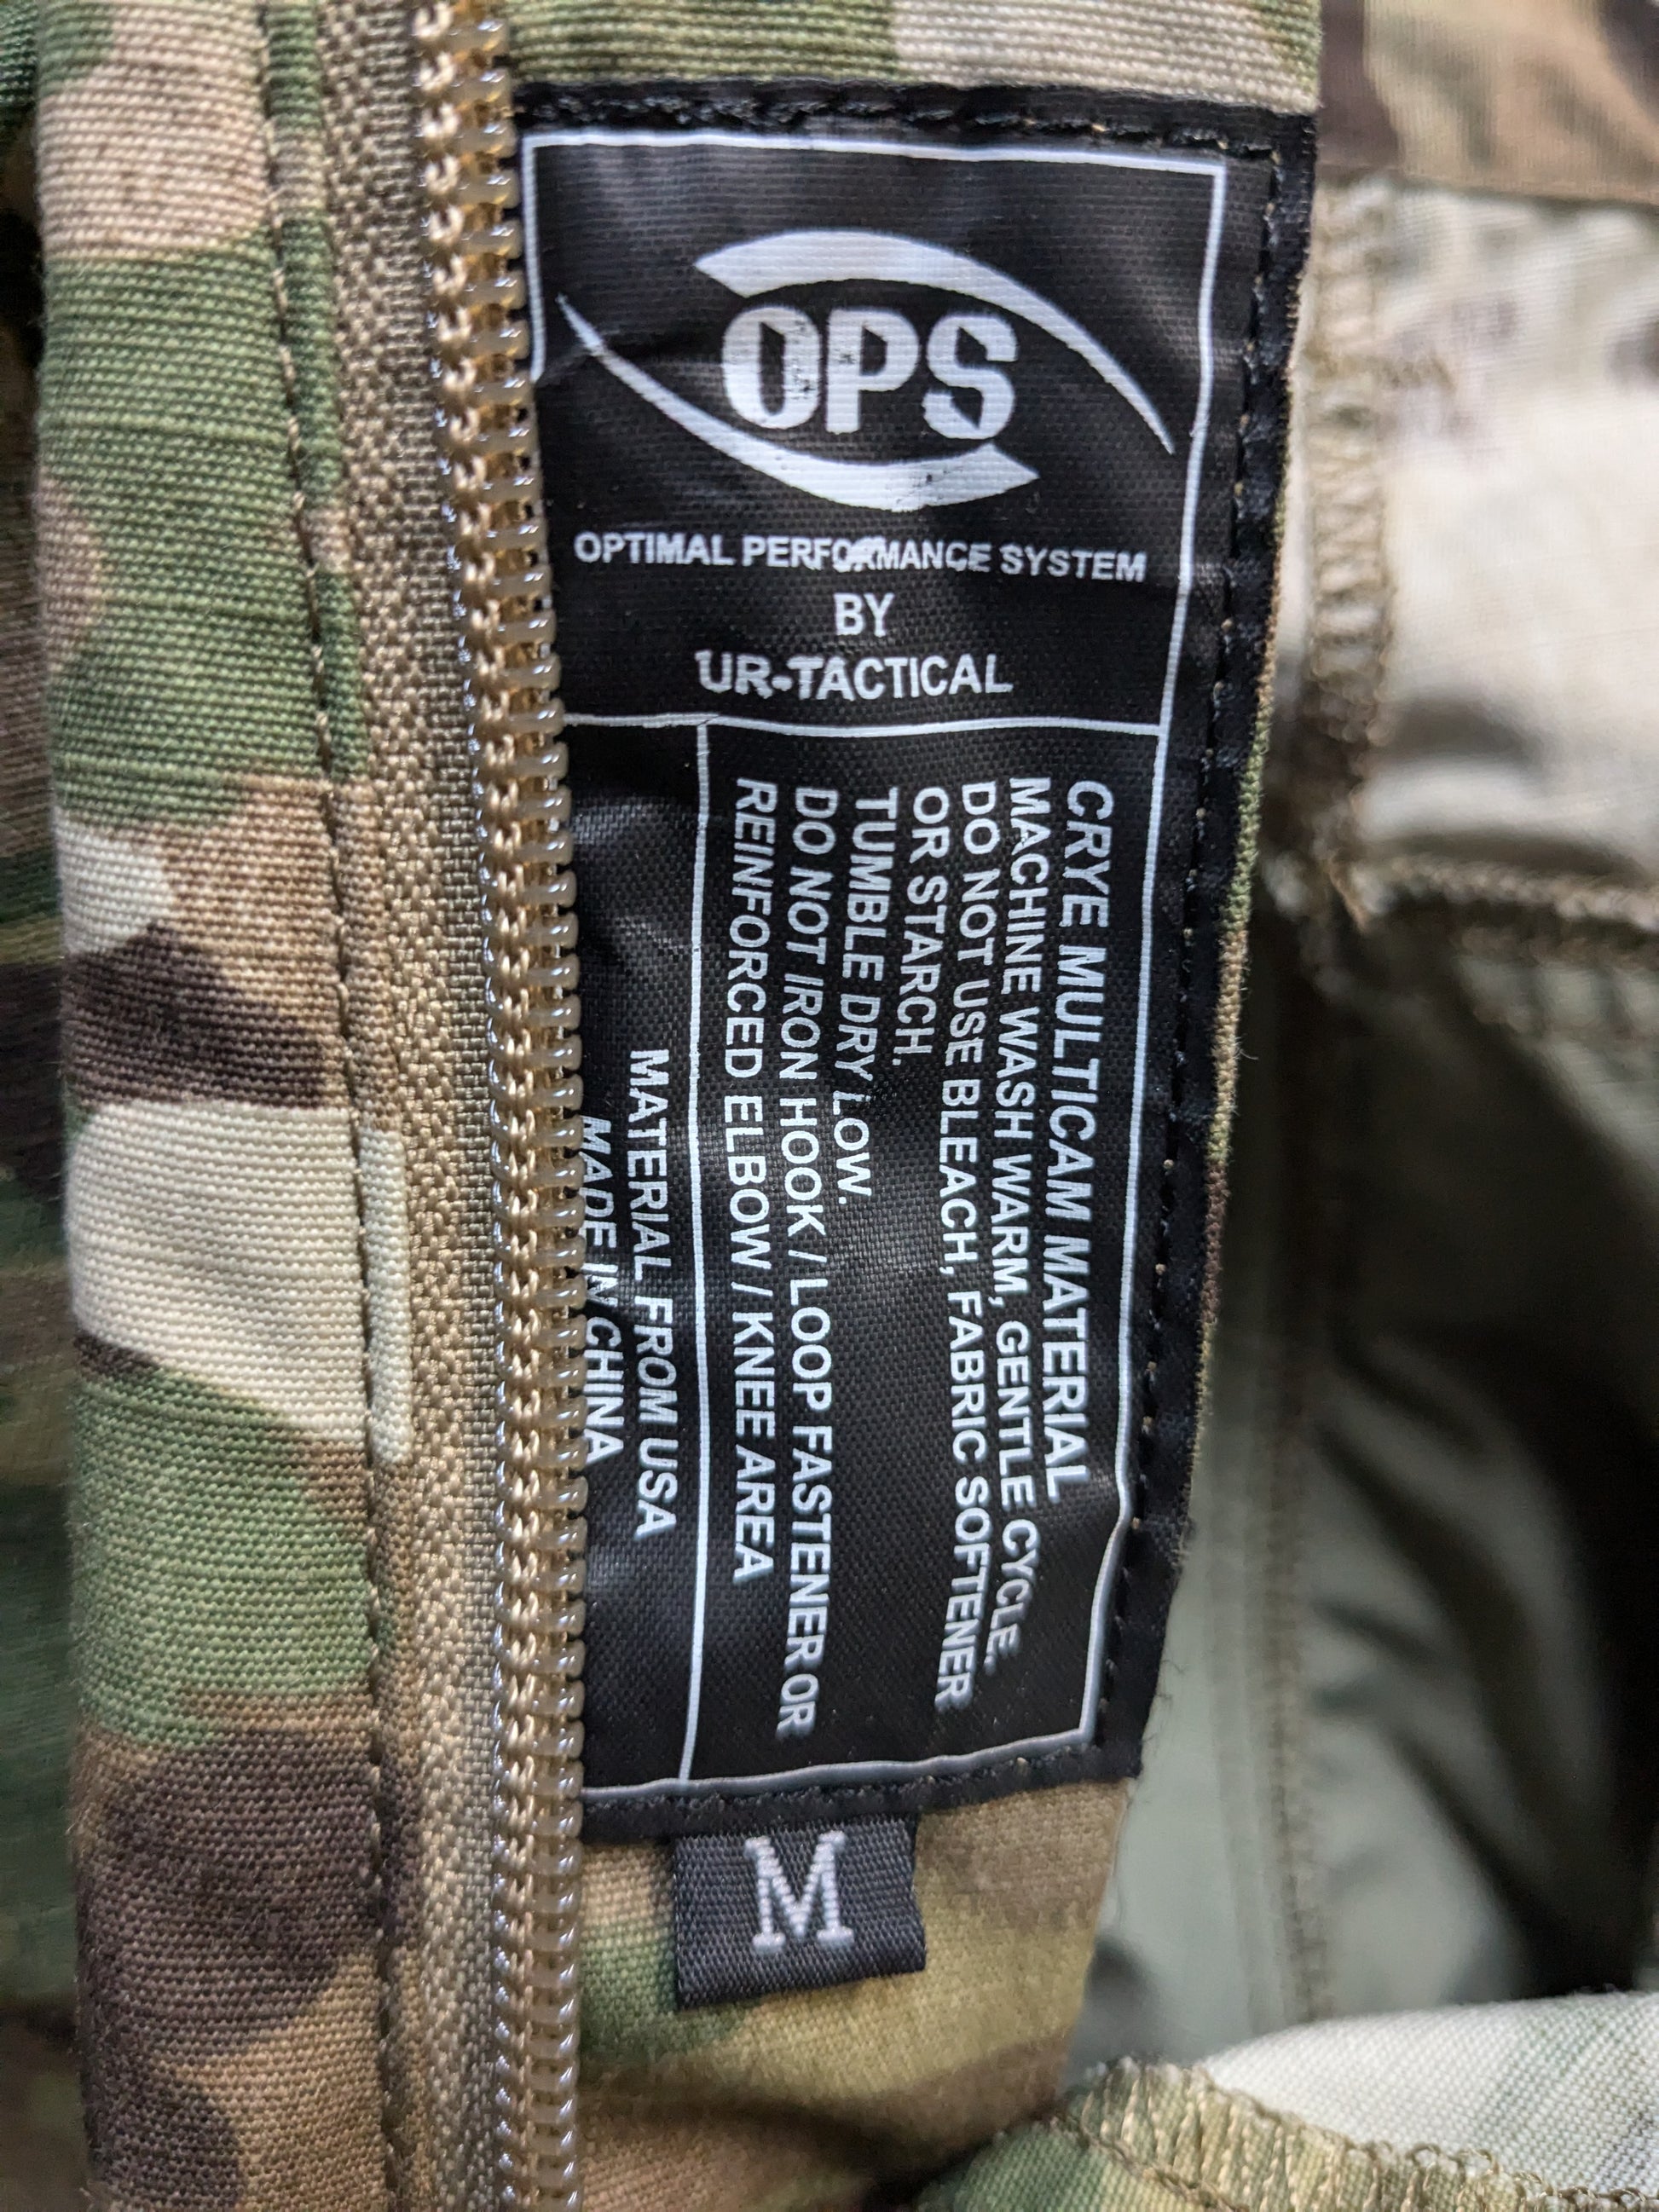 OPS
OPTIMAL PERFORMANCE SYSTEM
BY
UR-TACTICAL
CRYE MULTICAM MATERIAL
MACHINE WASH WARM, GENTLE CYCLE.
DO NOT USE BLEACH, FABRIC SOFTENER
OR STARCH.
TUMBLE DRY LOW.
DO NOT IRON HOOK / LOOP FASTENER OR
REINFORCED ELBOW / KNEE AREA
MATERIAL FROM USA
MADE IN CHINA
M